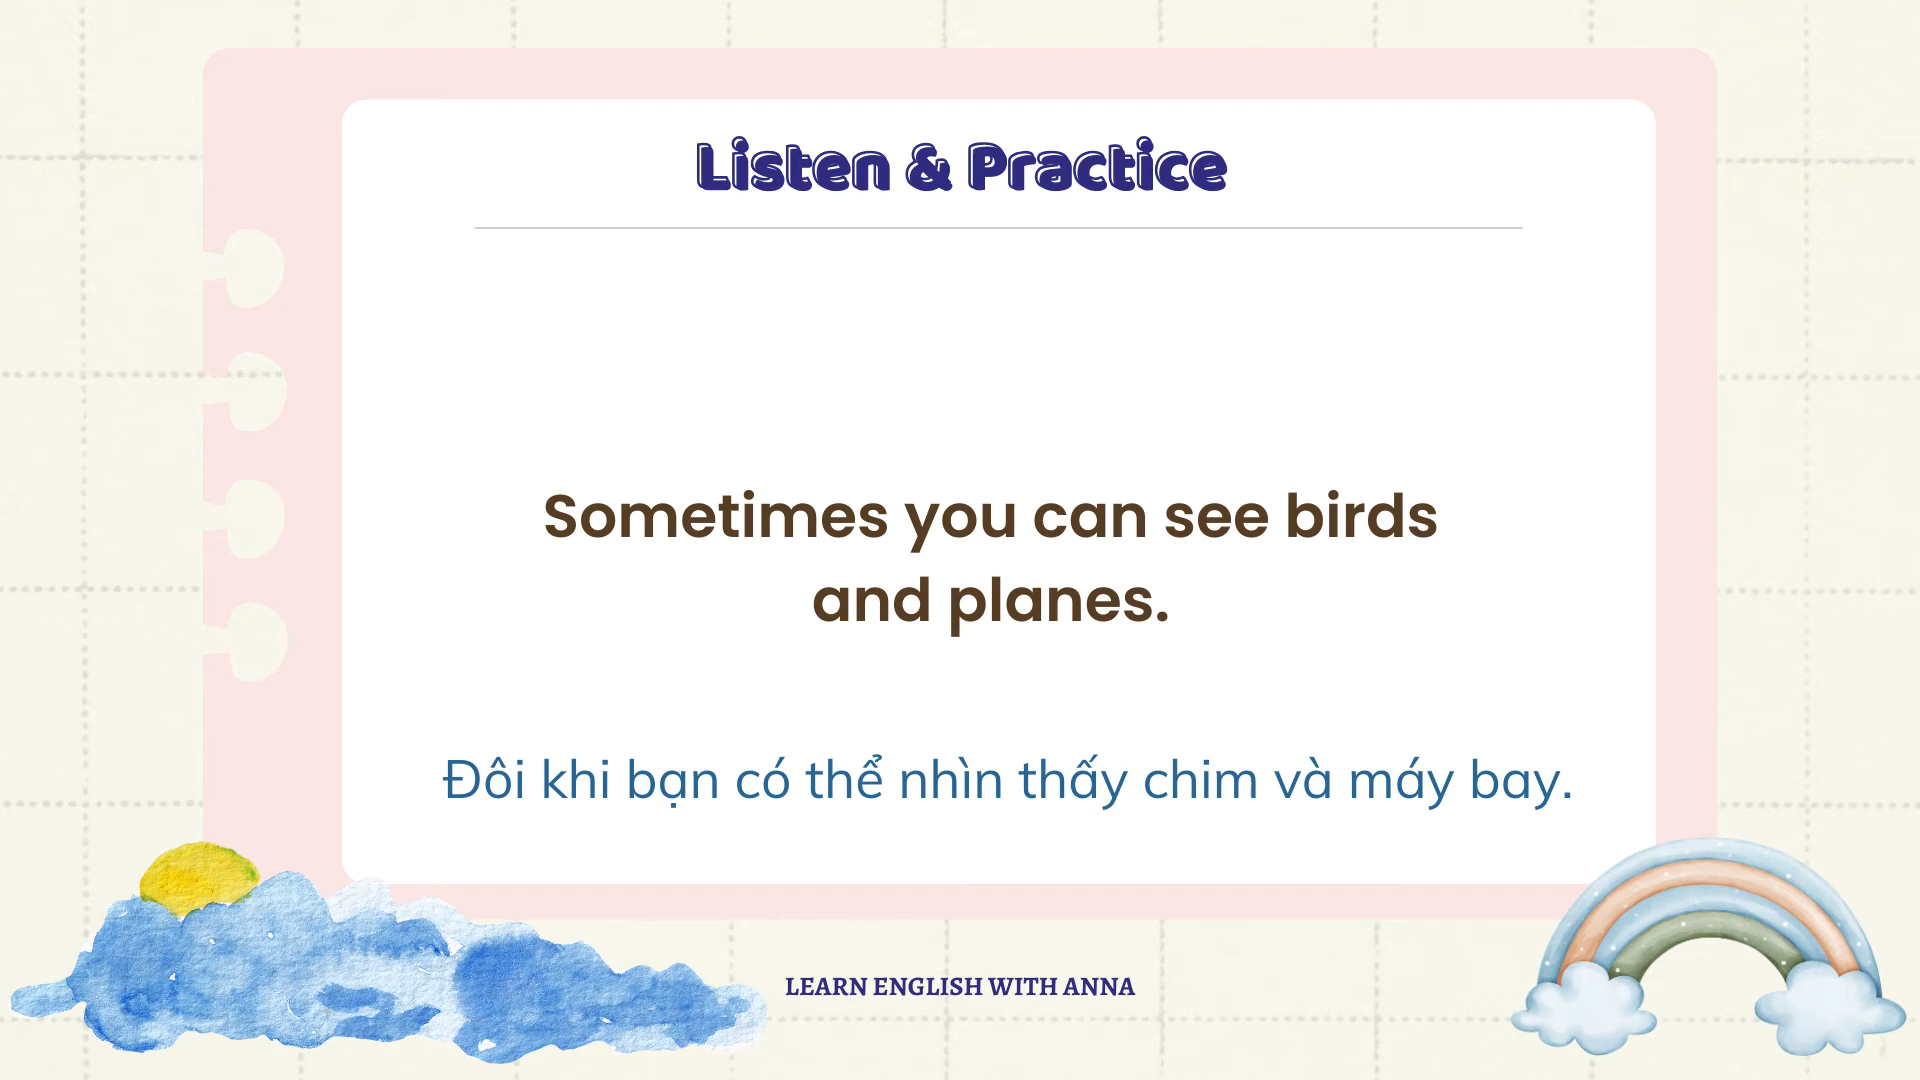 Listen & Practice
Sometimes you can see birds
and planes.
Đôi khi bạn có thể nhìn thấy chim và máy bay.
LEARN ENGLISH WITH ANNA